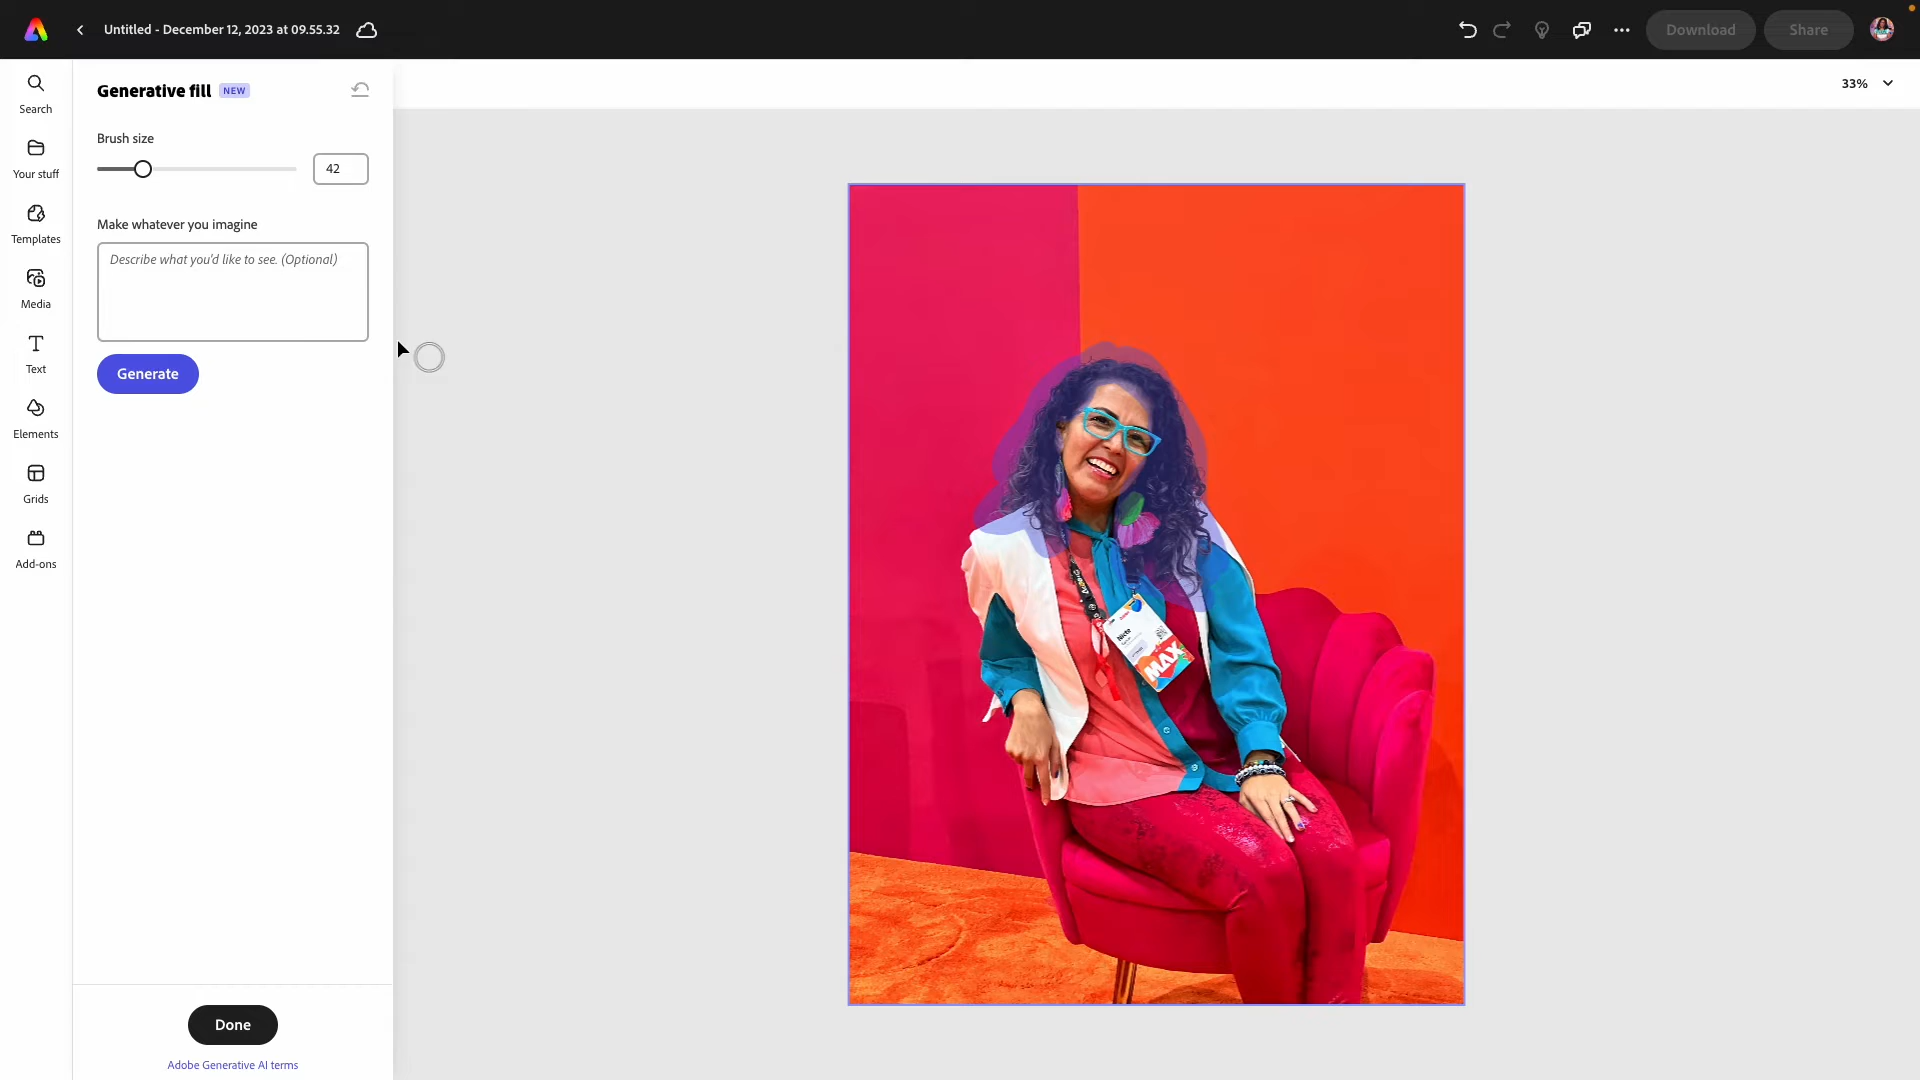 Untitled - December 12, 2023 at 09.55.32
Download
Share
Search
Your stuff
Templates
Media
Text
Elements
Grids
Add-ons
Generative fill NEW
Brush size
42
Make whatever you imagine
Describe what you'd like to see. (Optional)
Generate
Done
Adobe Generative AI terms
33%
MAX